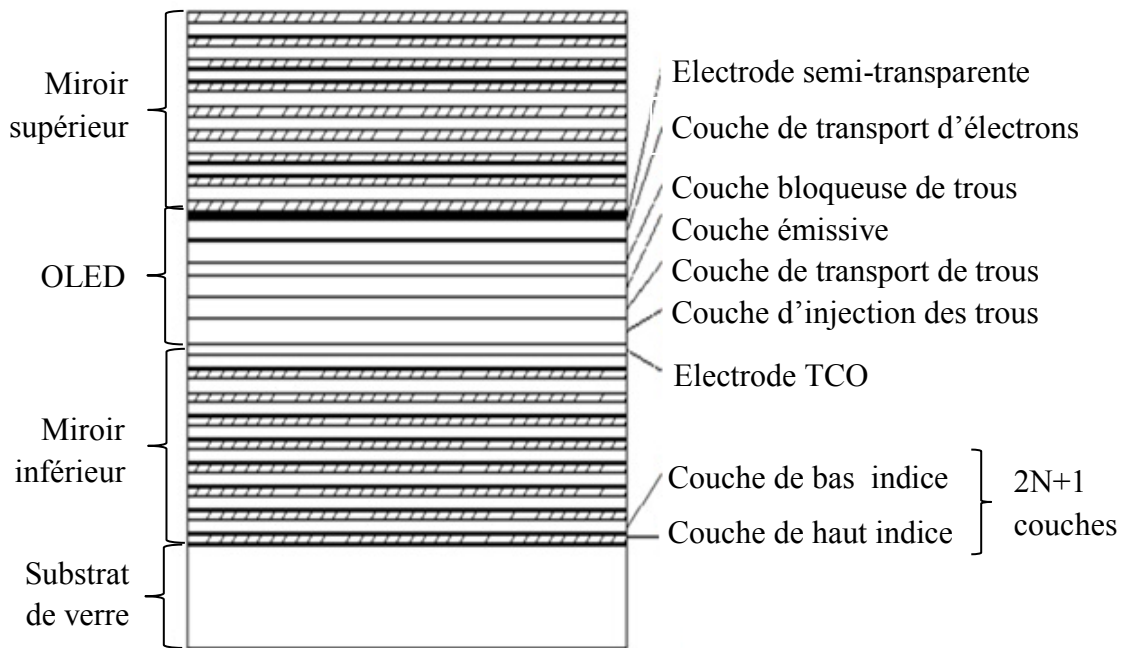 Miroir
supérieur
OLED
Miroir
inférieur
Substrat
de verre
Electrode semi-transparente
Couche de transport d’électrons
Couche bloqueuse de trous
Couche émissive
Couche de transport de trous
Couche d’injection des trous
Electrode TCO
Couche de bas indice
Couche de haut indice
2N+1
couches